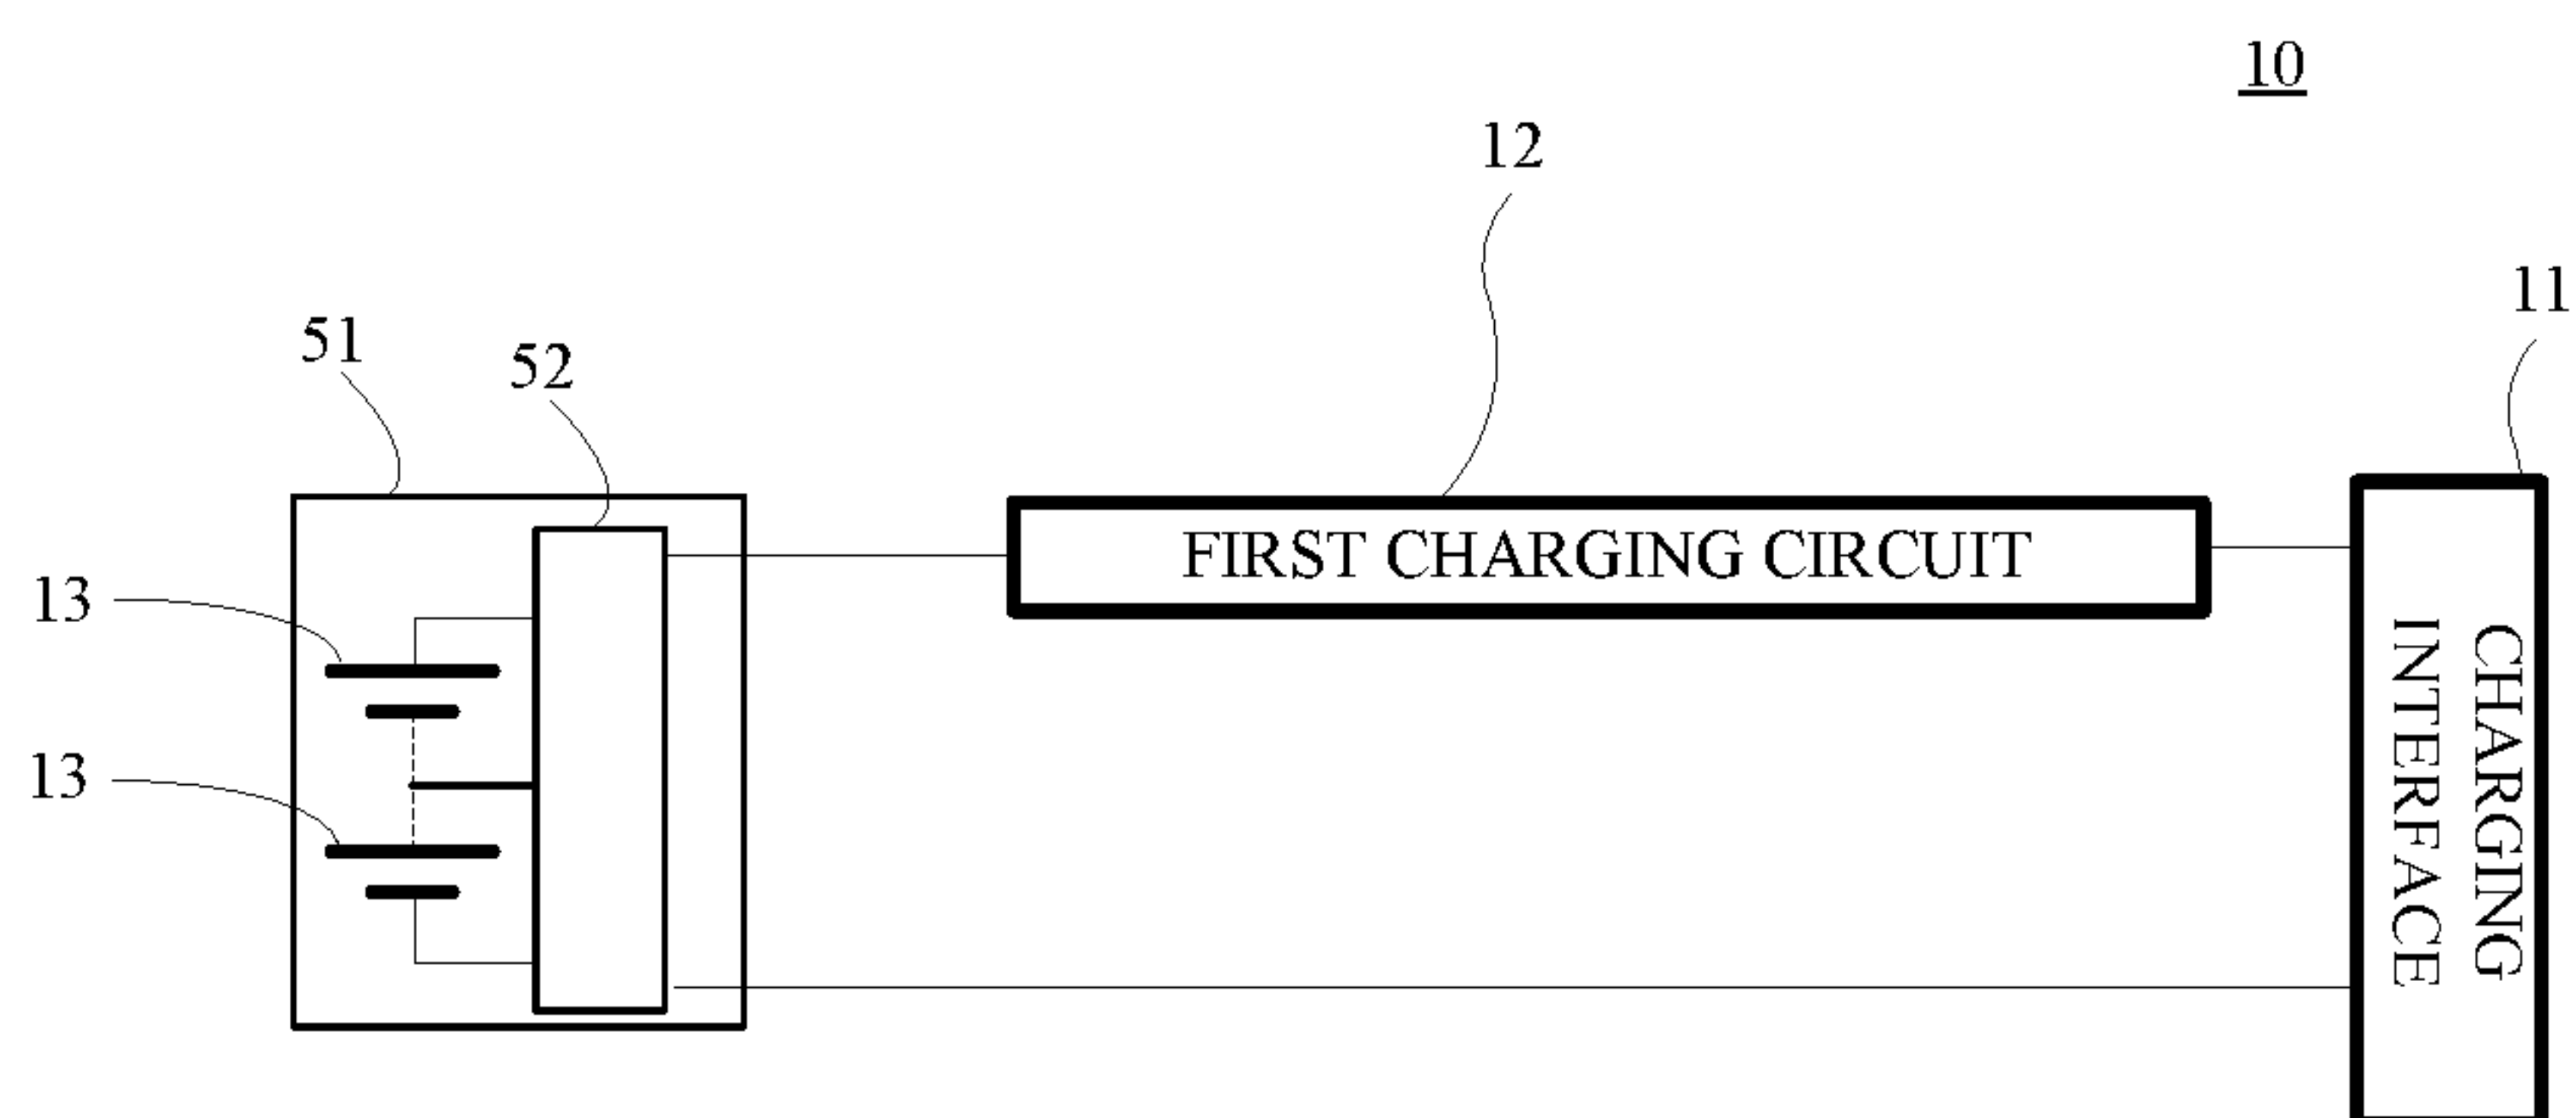 10
12
11
51
52
FIRST CHARGING CIRCUIT
13
13
CHARGING
INTERFACE